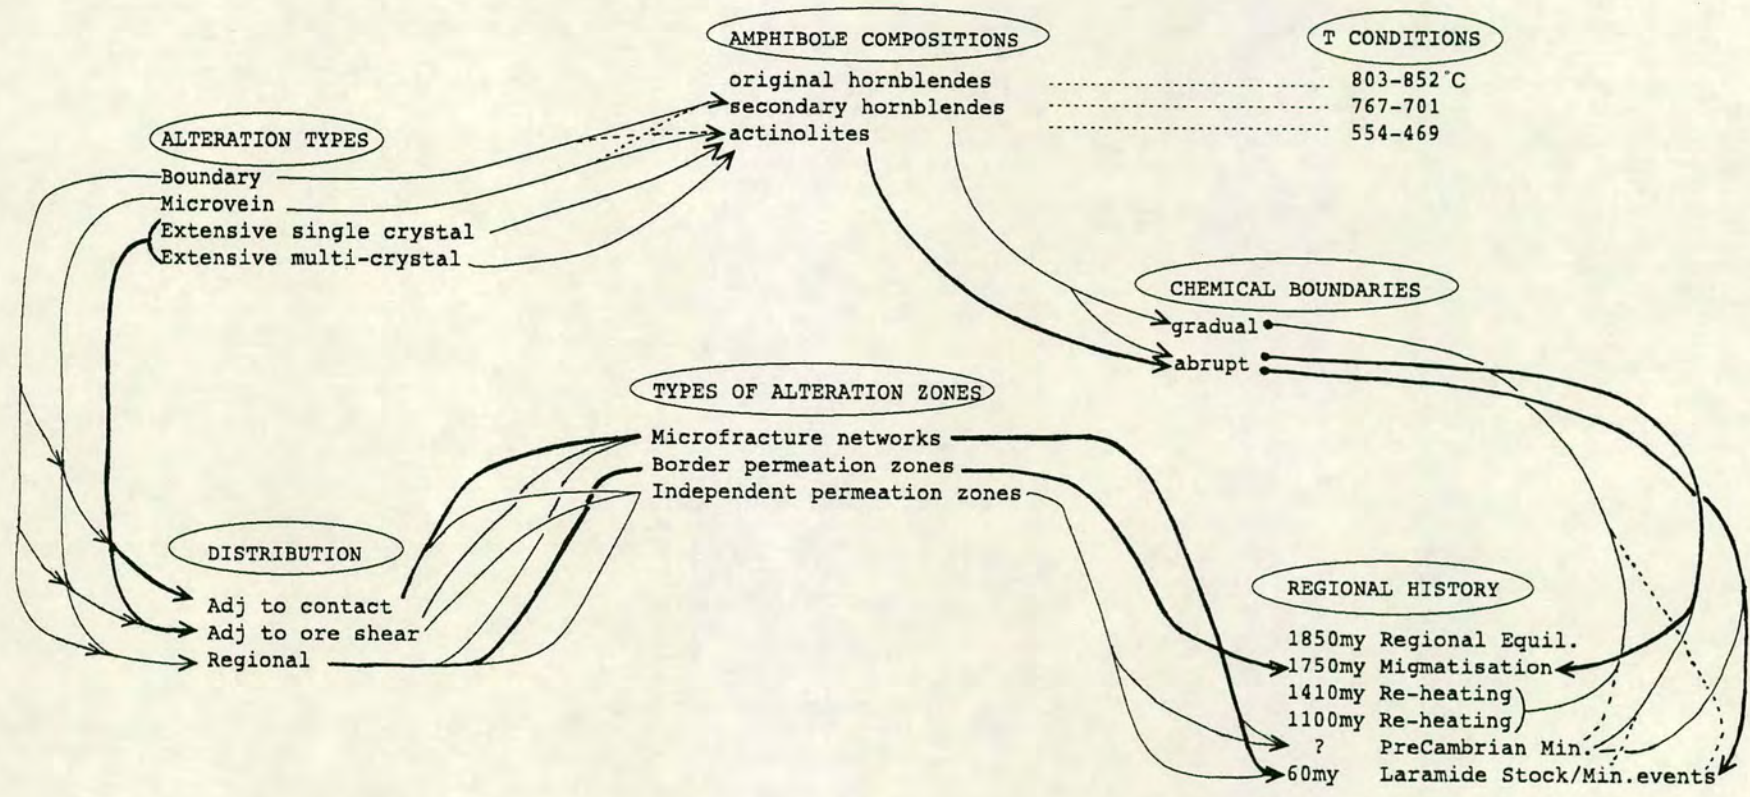 AMPHIBOLE COMPOSITIONS
original hornblendes
secondary hornblendes
actinolites
T CONDITIONS
803-852°C
767-701
554-469
ALTERATION TYPES
Boundary
Microvein
Extensive single crystal
Extensive multi-crystal
CHEMICAL BOUNDARIES
gradual
abrupt
TYPES OF ALTERATION ZONES
Microfracture networks
Border permeation zones
Independent permeation zones
DISTRIBUTION
Adj to contact
Adj to ore shear
Regional
REGIONAL HISTORY
1850my Regional Equil.
1750my Migmatisation
1410my Re-heating
1100my Re-heating
? PreCambrian Min.
60my Laramide Stock/Min.events